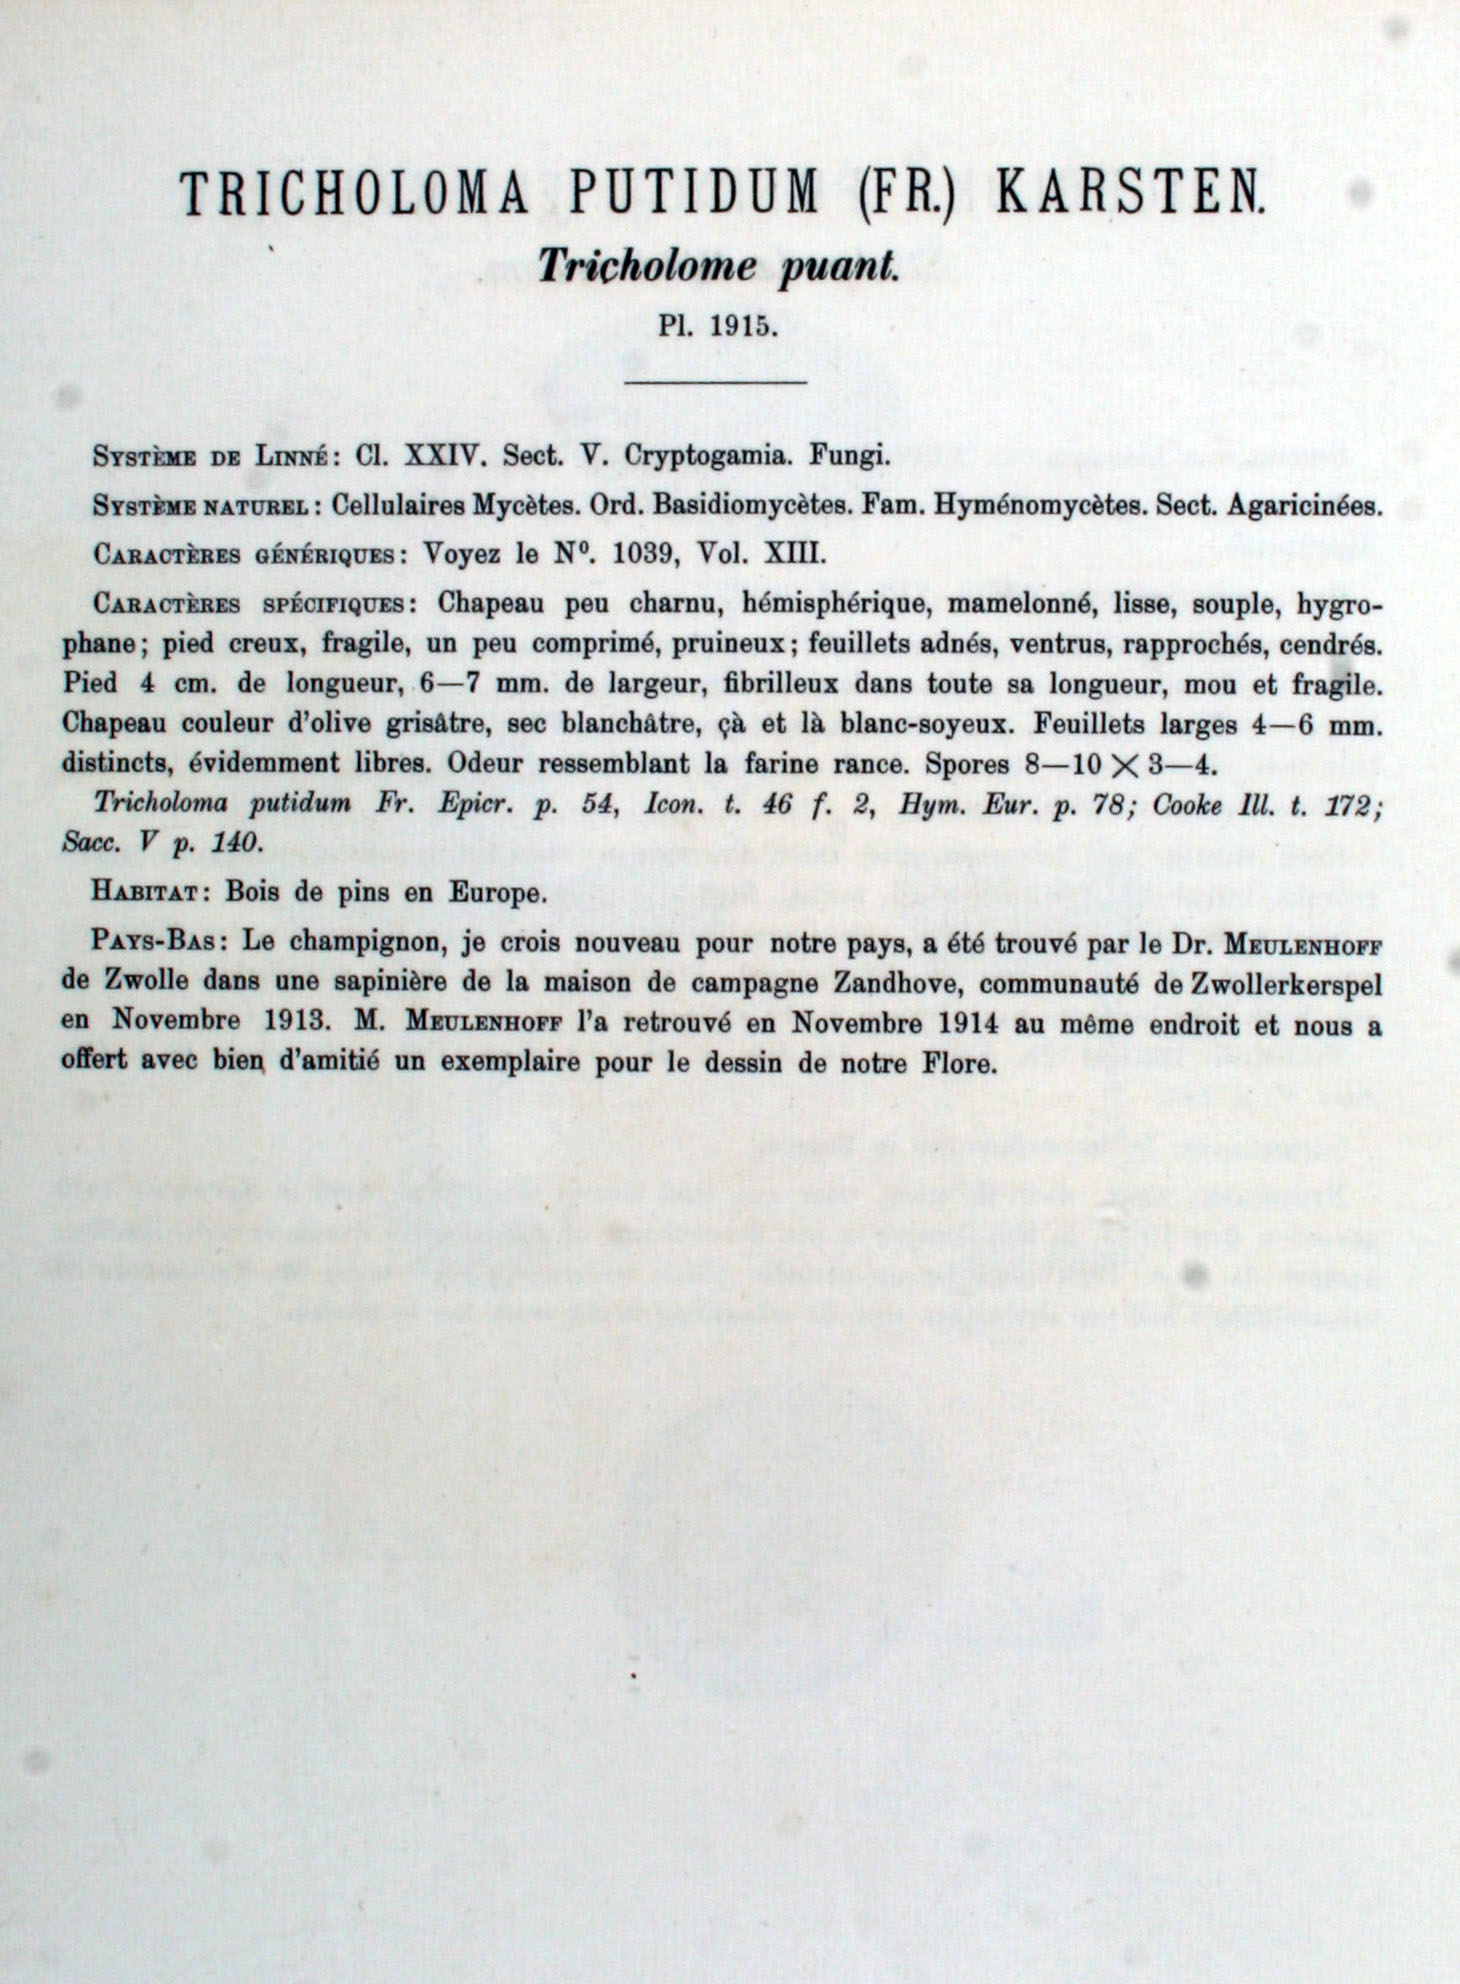 TRICHOLOMA PUTIDUM (FR.) KARSTEN.
Tricholome puant.
Pl. 1915.
SYSTÈME DE LINNÉ: Cl. XXIV. Sect. V. Cryptogamia. Fungi.
SYSTÈME NATUREL: Cellulaires Mycètes. Ord. Basidiomycètes. Fam. Hyménomycètes. Sect. Agaricinées.
CARACTÈRES GÉNÉRIQUES: Voyez le Nº. 1039, Vol. XIII.
CARACTÈRES SPÉCIFIQUES: Chapeau peu charnu, hémisphérique, mamelonné, lisse, souple, hygro-
phane; pied creux, fragile, un peu comprimé, pruineux; feuillets adnés, ventrus, rapprochés, cendrés.
Pied 4 cm. de longueur, 6—7 mm. de largeur, fibrilleux dans toute sa longueur, mou et fragile.
Chapeau couleur d'olive grisâtre, sec blanchâtre, çà et là blanc-soyeux. Feuillets larges 4—6 mm.
distincts, évidemment libres. Odeur ressemblant la farine rance. Spores 8—10 × 3—4.
Tricholoma putidum Fr. Epicr. p. 54, Icon. t. 46 f. 2, Hym. Eur. p. 78; Cooke Ill. t. 172;
Sacc. V p. 140.
HABITAT: Bois de pins en Europe.
PAYS-BAS: Le champignon, je crois nouveau pour notre pays, a été trouvé par le Dr. MEULENHOFF
de Zwolle dans une sapinière de la maison de campagne Zandhove, communauté de Zwollerkerspel
en Novembre 1913. M. MEULENHOFF l'a retrouvé en Novembre 1914 au même endroit et nous a
offert avec bien d'amitié un exemplaire pour le dessin de notre Flore.